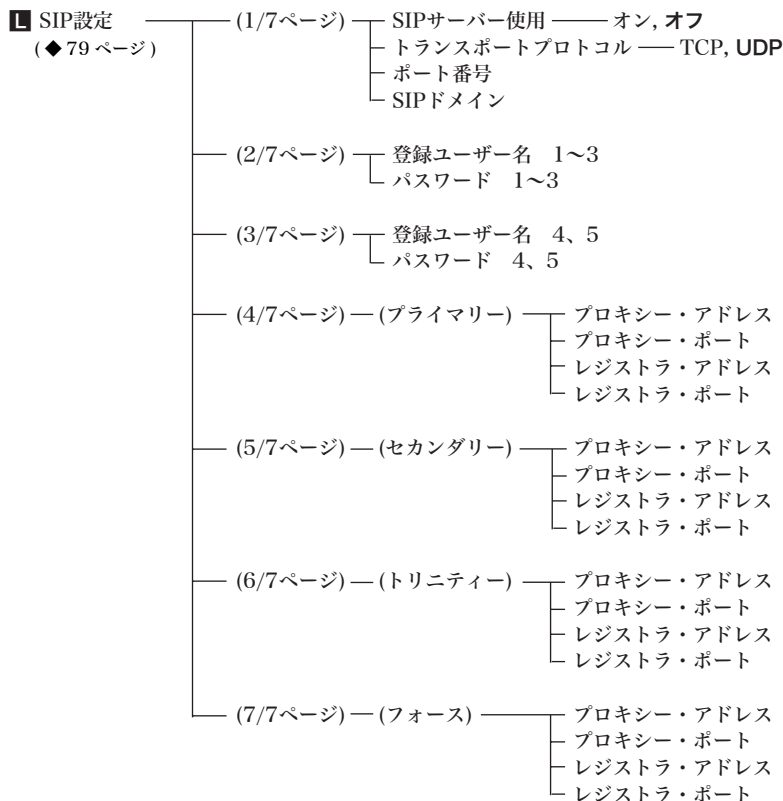 L SIP設定 (1/7ページ) SIPサーバー使用 オン, オフ
(◆79 ページ) トランスポートプロトコル TCP, UDP
ポート番号
SIPドメイン
(2/7ページ) 登録ユーザー名 1〜3
パスワード 1〜3
(3/7ページ) 登録ユーザー名 4、5
パスワード 4、5
(4/7ページ) (プライマリー) プロキシー・アドレス
プロキシー・ポート
レジストラ・アドレス
レジストラ・ポート
(5/7ページ) (セカンダリー) プロキシー・アドレス
プロキシー・ポート
レジストラ・アドレス
レジストラ・ポート
(6/7ページ) (トリニティー) プロキシー・アドレス
プロキシー・ポート
レジストラ・アドレス
レジストラ・ポート
(7/7ページ) (フォース) プロキシー・アドレス
プロキシー・ポート
レジストラ・アドレス
レジストラ・ポート